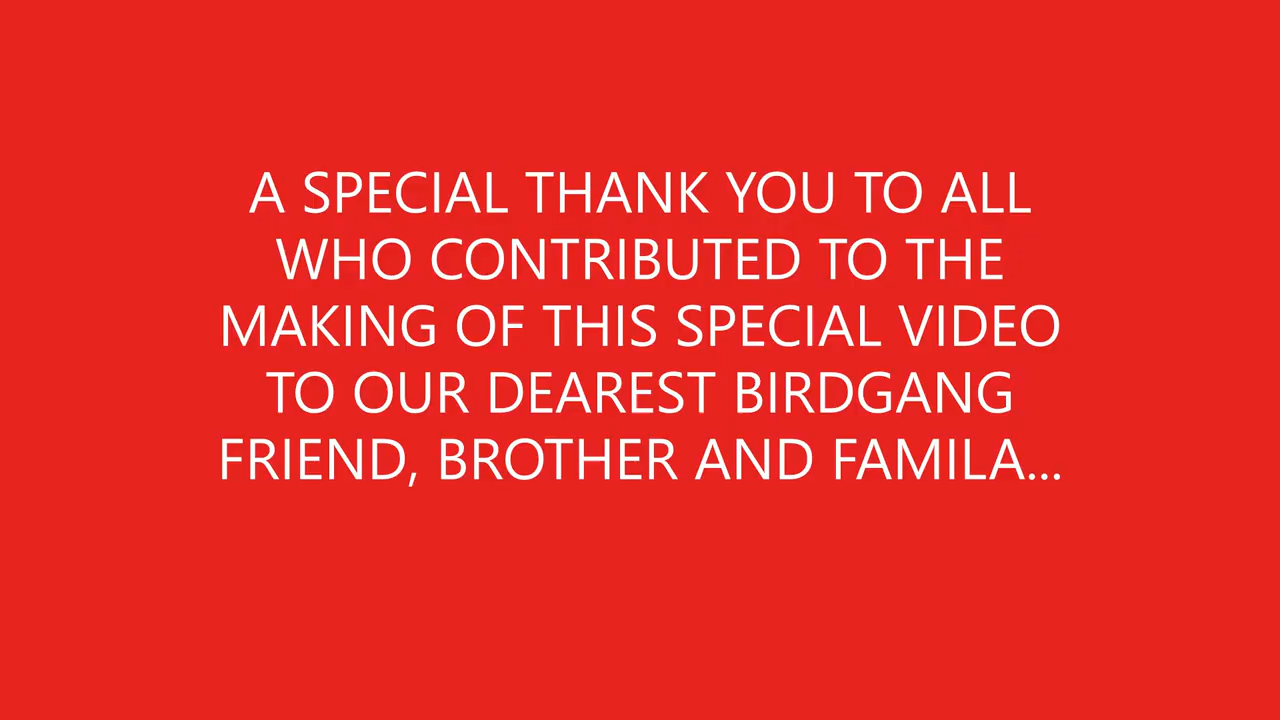 A SPECIAL THANK YOU TO ALL
WHO CONTRIBUTED TO THE
MAKING OF THIS SPECIAL VIDEO
TO OUR DEAREST BIRDGANG
FRIEND, BROTHER AND FAMILA...